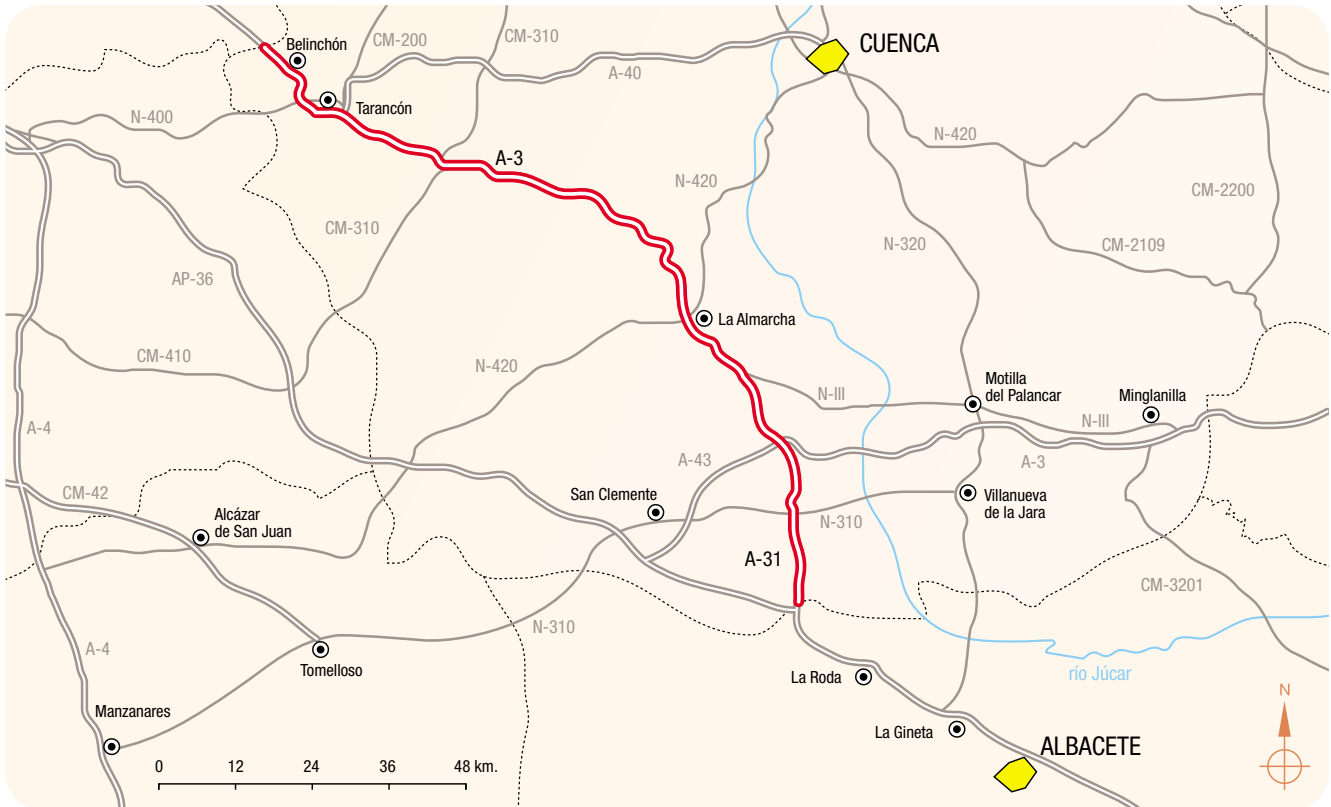 Belinchón
CM-200
CM-310
CUENCA
A-40
Tarancón
N-400
N-420
A-3
N-420
CM-2200
CM-310
N-320
CM-2109
AP-36
La Almarcha
CM-410
N-420
Motilla
del Palancar
N-III
Minglanilla
N-III
A-4
A-43
A-3
CM-42
San Clemente
Villanueva
de la Jara
Alcázar
de San Juan
N-310
A-31
CM-3201
N-310
A-4
Tomelloso
río Júcar
La Roda
N
Manzanares
La Gineta
ALBACETE
0 12 24 36 48 km.